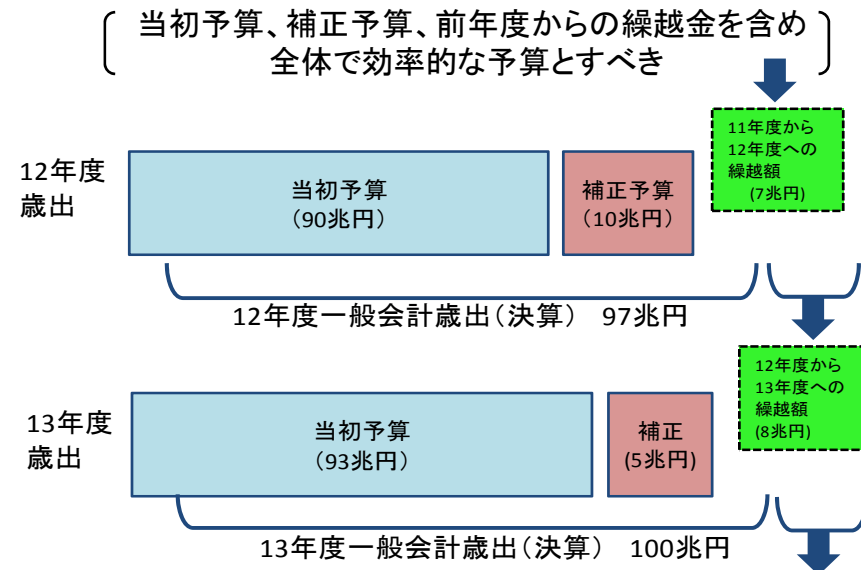 当初予算、補正予算、前年度からの繰越金を含め
全体で効率的な予算とすべき
12年度
歳出
当初予算
(90兆円)
補正予算
(10兆円)
11年度から
12年度への
繰越額
(7兆円)
12年度一般会計歳出(決算) 97兆円
13年度
歳出
当初予算
(93兆円)
補正
(5兆円)
12年度から
13年度への
繰越額
(8兆円)
13年度一般会計歳出(決算) 100兆円